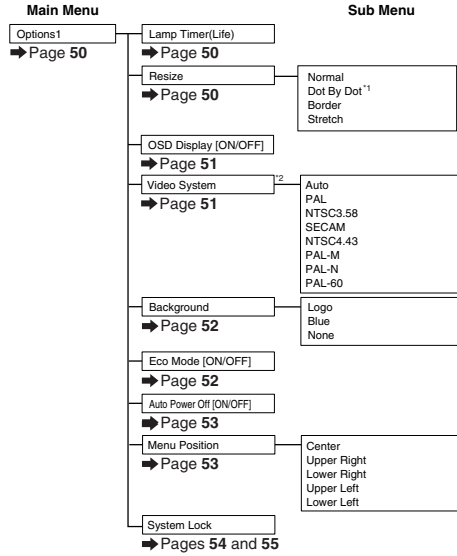 Main Menu
Sub Menu
Options1
➡Page 50
Lamp Timer(Life)
➡Page 50
Resize
➡Page 50
Normal
Dot By Dot*1
Border
Stretch
OSD Display [ON/OFF]
➡Page 51
Video System
*2
➡Page 51
Auto
PAL
NTSC3.58
SECAM
NTSC4.43
PAL-M
PAL-N
PAL-60
Background
➡Page 52
Logo
Blue
None
Eco Mode [ON/OFF]
➡Page 52
Auto Power Off [ON/OFF]
➡Page 53
Menu Position
➡Page 53
Center
Upper Right
Lower Right
Upper Left
Lower Left
System Lock
➡Pages 54 and 55